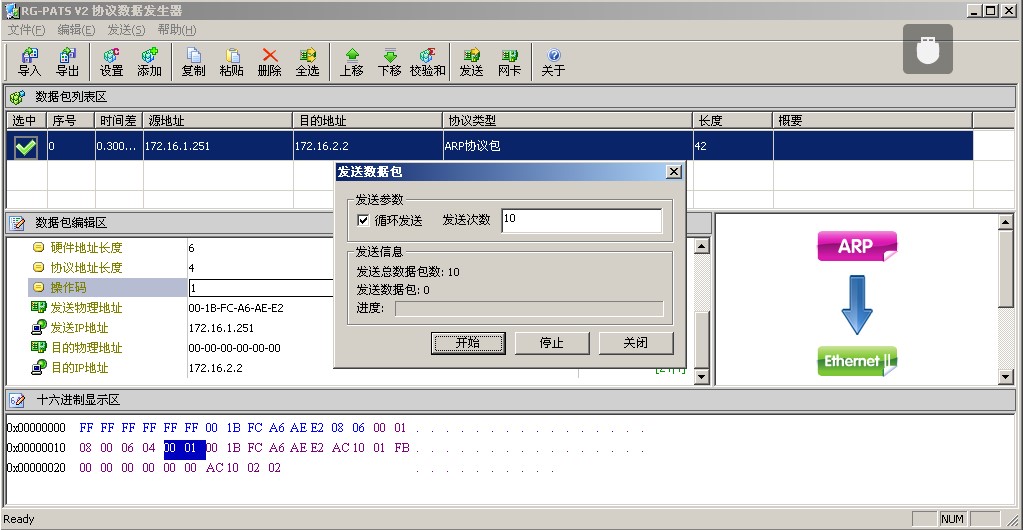 RG-PATS V2 协议数据发生器
文件(F) 编辑(E) 发送(S) 帮助(H)
导入 导出 设置 添加 复制 粘贴 删除 全选 上移 下移 校验和 发送 网卡 关于
数据包列表区
选中 序号 时间差 源地址 目的地址 协议类型 长度 概要
0 0.300... 172.16.1.251 172.16.2.2 ARP协议包 42
发送数据包
发送参数
循环发送 发送次数 10
发送信息
发送总数据包数: 10
发送数据包: 0
进度:
开始 停止 关闭
数据包编辑区
硬件地址长度 6
协议地址长度 4
操作码 1
发送物理地址 00-1B-FC-A6-AE-E2
发送IP地址 172.16.1.251
目的物理地址 00-00-00-00-00-00
目的IP地址 172.16.2.2
ARP
Ethernet II
十六进制显示区
0x00000000 FF FF FF FF FF FF 00 1B FC A6 AE E2 08 06 00 01 . . . . . . . . . . . . . . . .
0x00000010 08 00 06 04 00 01 00 1B FC A6 AE E2 AC 10 01 FB . . . . . . . . . . . . . . . .
0x00000020 00 00 00 00 00 00 AC 10 02 02 . . . . . . . . . .
Ready NUM